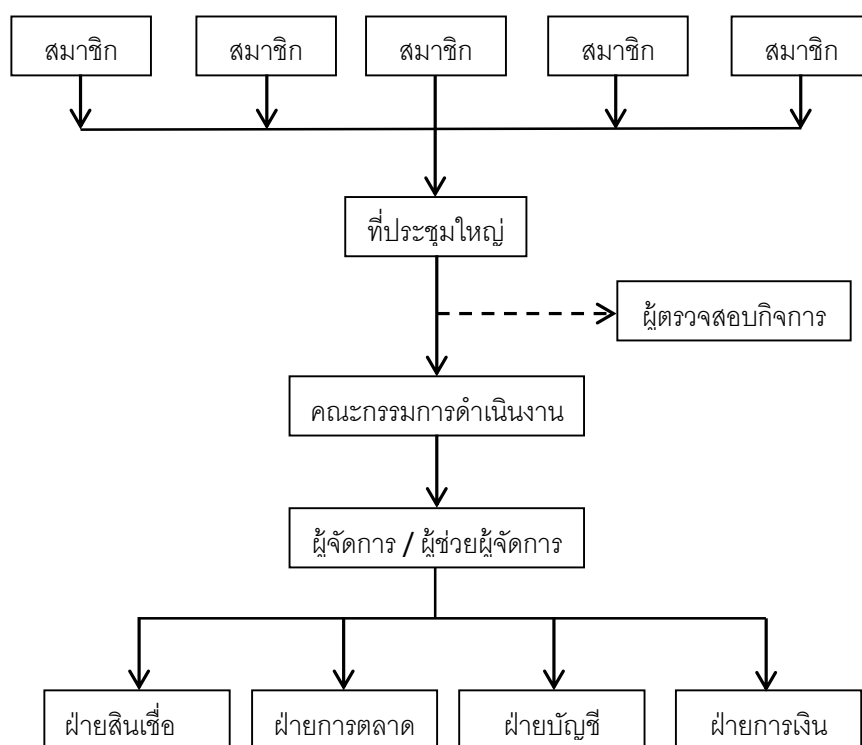 สมาชิก สมาชิก สมาชิก สมาชิก สมาชิก
ที่ประชุมใหญ่
ผู้ตรวจสอบกิจการ
คณะกรรมการดำเนินงาน
ผู้จัดการ / ผู้ช่วยผู้จัดการ
ฝ่ายสินเชื่อ ฝ่ายการตลาด ฝ่ายบัญชี ฝ่ายการเงิน